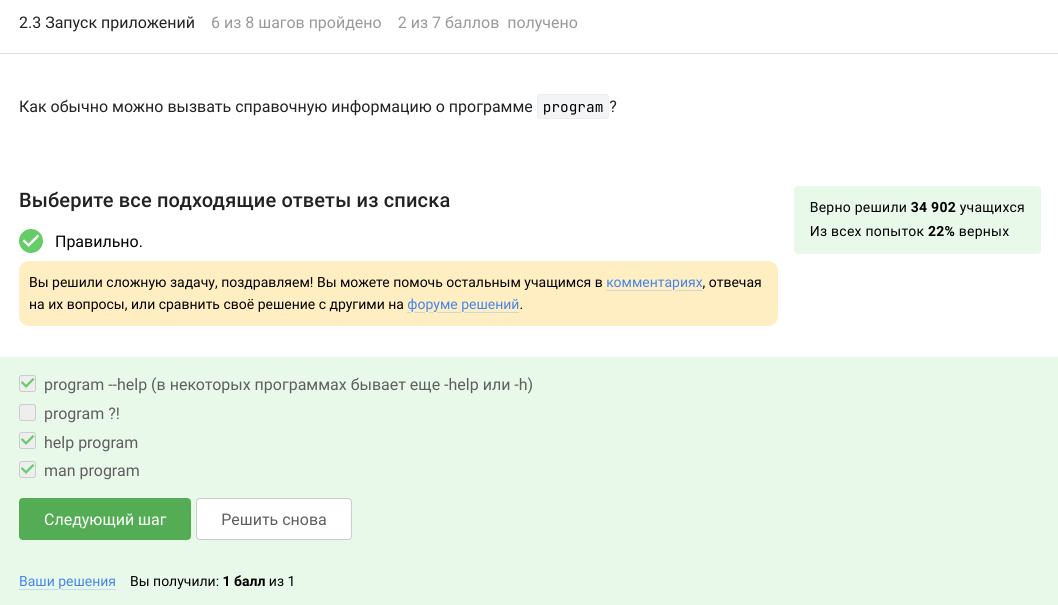 2.3 Запуск приложений 6 из 8 шагов пройдено 2 из 7 баллов получено
Как обычно можно вызвать справочную информацию о программе program?
Выберите все подходящие ответы из списка
Верно решили 34 902 учащихся
Из всех попыток 22% верных
Правильно.
Вы решили сложную задачу, поздравляем! Вы можете помочь остальным учащимся в комментариях, отвечая
на их вопросы, или сравнить своё решение с другими на форуме решений.
program --help (в некоторых программах бывает еще -help или -h)
program ?!
help program
man program
Следующий шаг Решить снова
Ваши решения Вы получили: 1 балл из 1